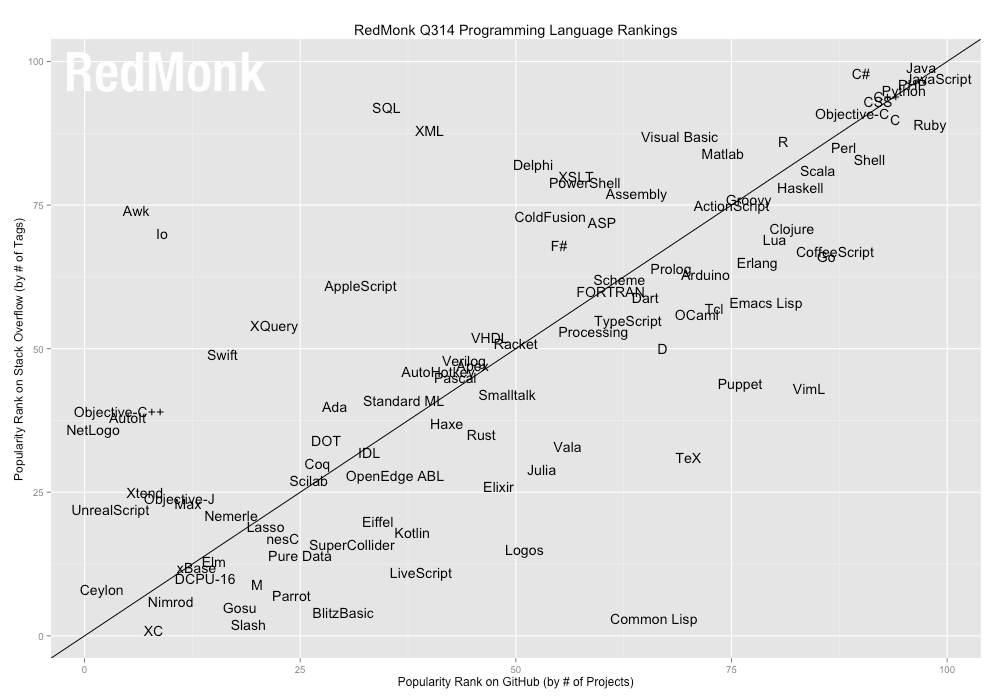 RedMonk Q314 Programming Language Rankings
RedMonk
100
75
50
25
0
Popularity Rank on Stack Overflow (by # of Tags)
Java
C#
JavaScript
PHP
Python
C++
CSS
SQL
Objective-C
C
Ruby
XML
Visual Basic
R
Perl
Matlab
Shell
Delphi
Scala
XSLT
PowerShell
Haskell
Assembly
Groovy
ActionScript
Awk
ColdFusion
ASP
Clojure
Io
Lua
F#
CoffeeScript
Go
Erlang
Prolog
Arduino
Scheme
AppleScript
FORTRAN
Dart
Emacs Lisp
Tcl
OCaml
TypeScript
XQuery
Processing
VHDL
Racket
D
Swift
Verilog
Apex
AutoHotkey
Pascal
Puppet
VimL
Smalltalk
Standard ML
Ada
Objective-C++
AutoIt
Haxe
NetLogo
Rust
DOT
Vala
IDL
TeX
Coq
Julia
OpenEdge ABL
Scilab
Elixir
Xtend
Objective-J
Max
UnrealScript
Nemerle
Eiffel
Lasso
Kotlin
nesC
SuperCollider
Logos
Pure Data
Elm
xBase
LiveScript
DCPU-16
M
Ceylon
Parrot
Nimrod
Gosu
BlitzBasic
Common Lisp
Slash
XC
0 25 50 75 100
Popularity Rank on GitHub (by # of Projects)